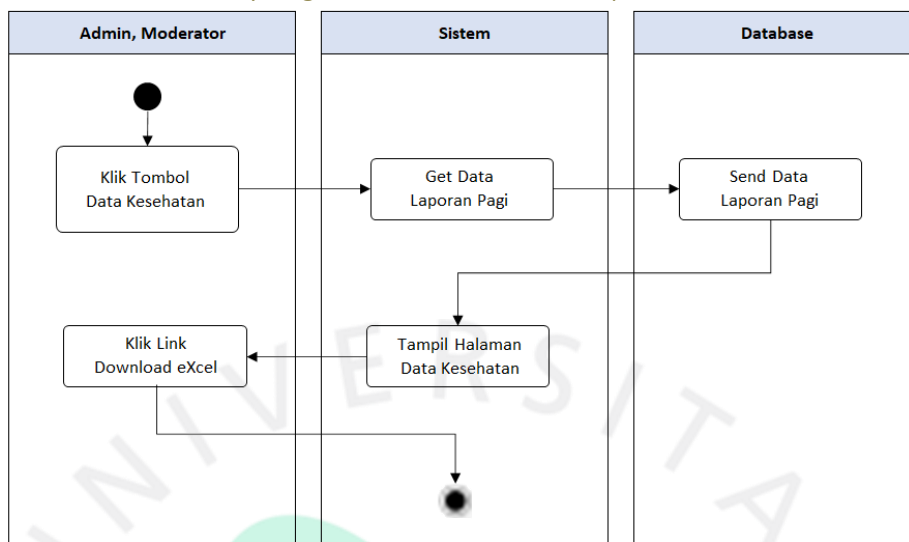 Admin, Moderator
Sistem
Database
Klik Tombol
Data Kesehatan
Get Data
Laporan Pagi
Send Data
Laporan Pagi
Klik Link
Download eXcel
Tampil Halaman
Data Kesehatan
NIVERSITA